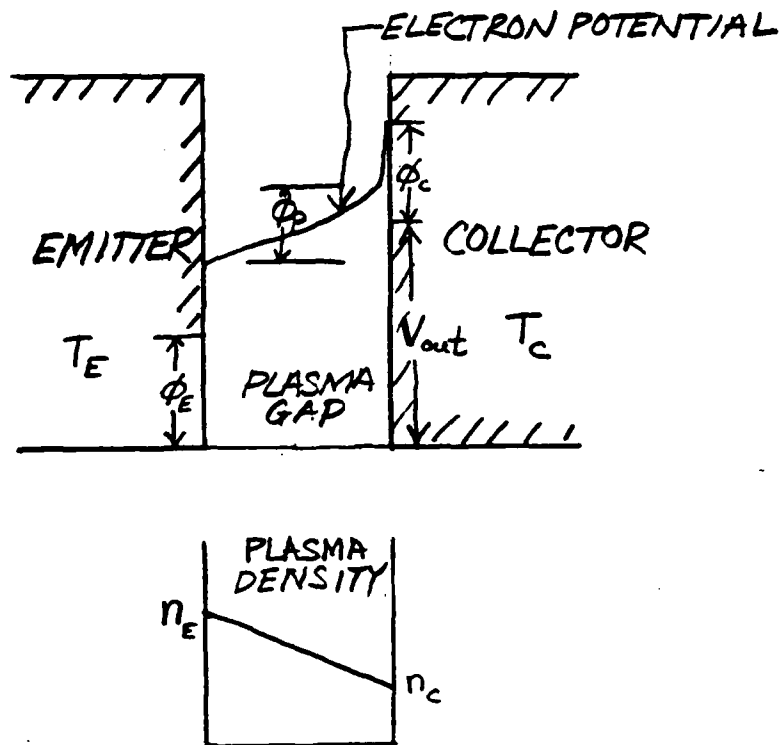 ELECTRON POTENTIAL
ϕc
ϕp
EMITTER
COLLECTOR
TE
ϕE
PLASMA
GAP
Vout
TC
PLASMA
DENSITY
nE
nc